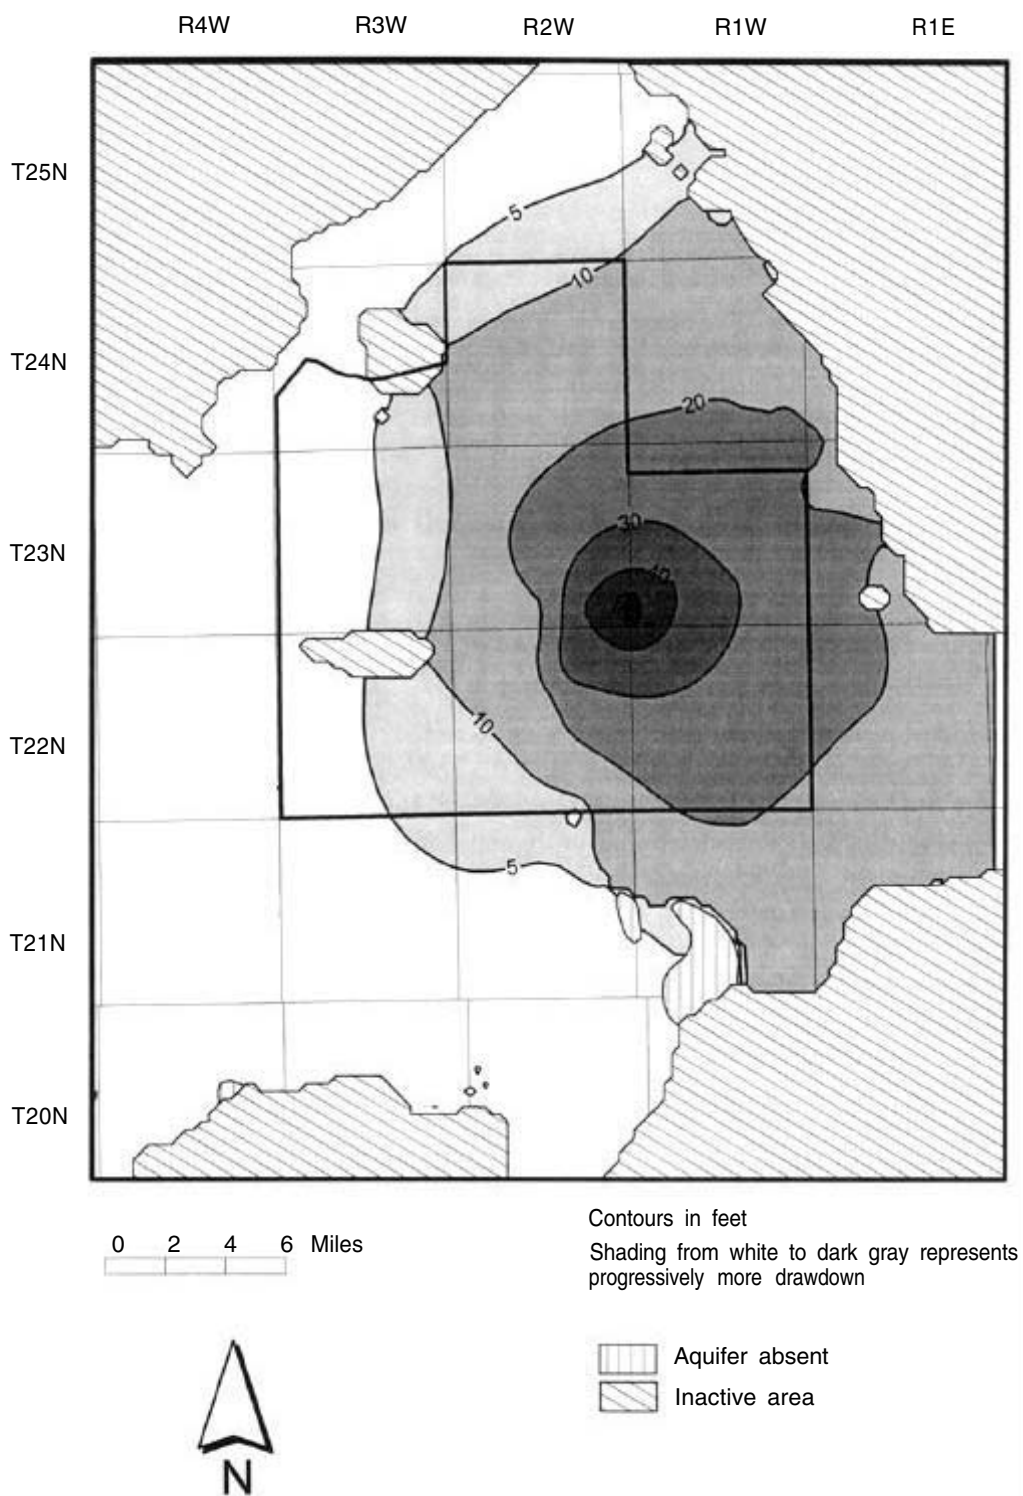 R4W R3W R2W R1W R1E
T25N
5
10
T24N
20
30
T23N
40
10
T22N
5
T21N
T20N
Contours in feet
0 2 4 6 Miles
Shading from white to dark gray represents
progressively more drawdown
Aquifer absent
Inactive area
N